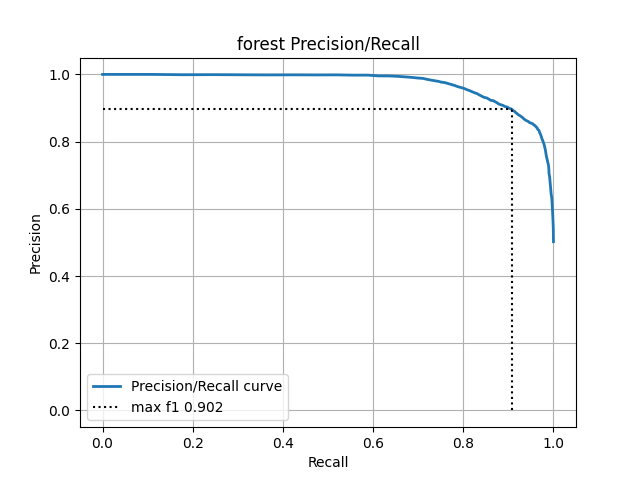 forest Precision/Recall
1.0
0.8
0.6
0.4
0.2
0.0
Precision
Precision/Recall curve
max f1 0.902
0.0 0.2 0.4 0.6 0.8 1.0
Recall